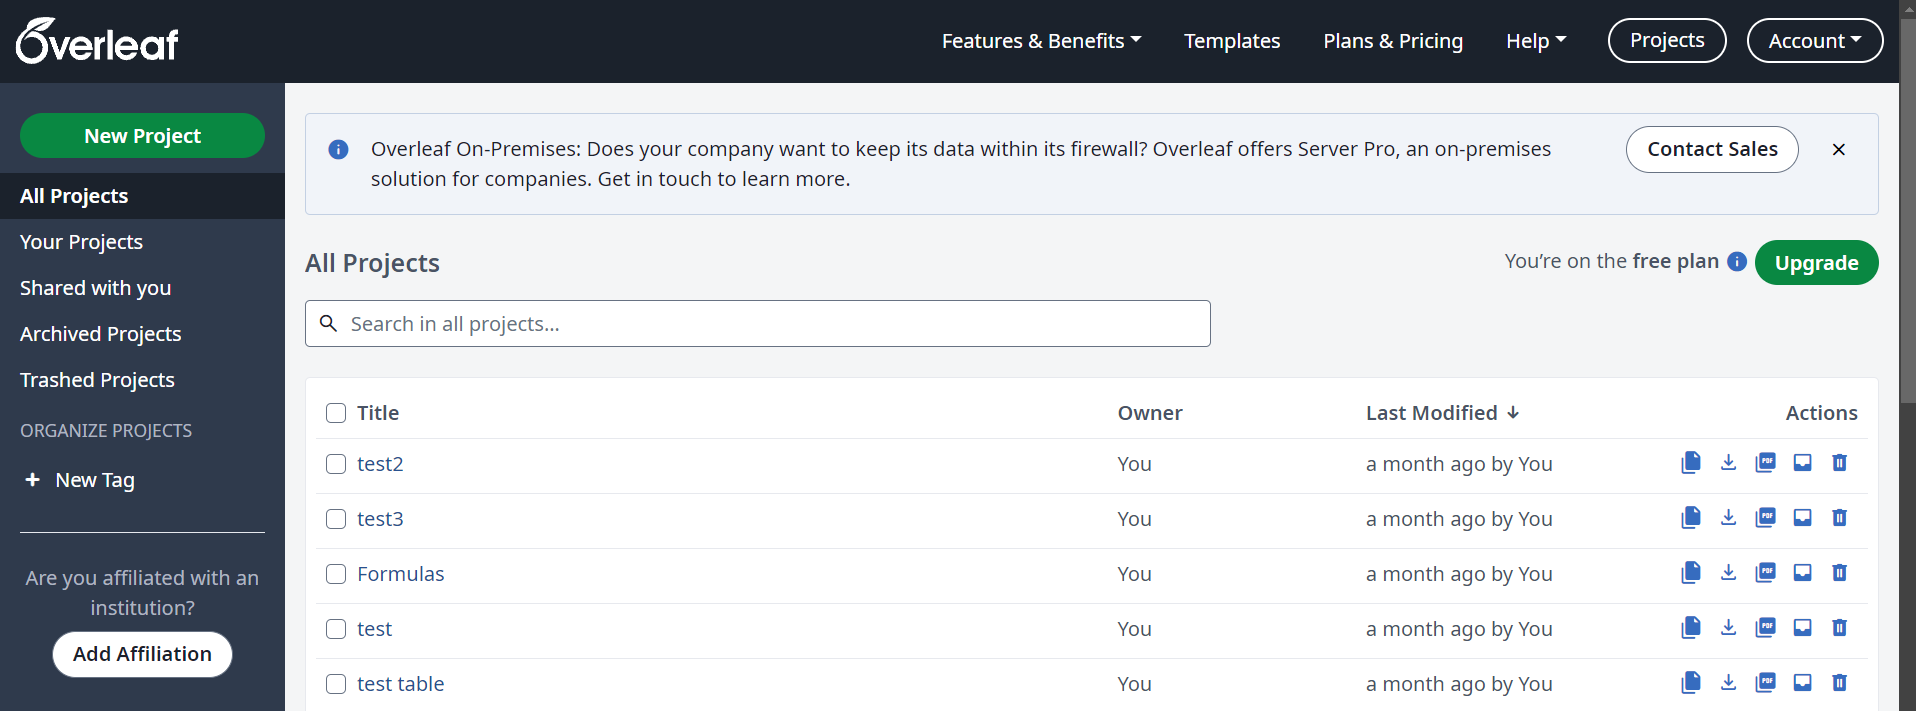 Overleaf
Features & Benefits
Templates
Plans & Pricing
Help
Projects
Account
New Project
All Projects
Your Projects
Shared with you
Archived Projects
Trashed Projects
ORGANIZE PROJECTS
+ New Tag
Are you affiliated with an
institution?
Add Affiliation
Overleaf On-Premises: Does your company want to keep its data within its firewall? Overleaf offers Server Pro, an on-premises
solution for companies. Get in touch to learn more.
Contact Sales
All Projects
You’re on the free plan
Upgrade
Search in all projects...
Title Owner Last Modified Actions
test2 You a month ago by You PDF
test3 You a month ago by You PDF
Formulas You a month ago by You PDF
test You a month ago by You PDF
test table You a month ago by You PDF